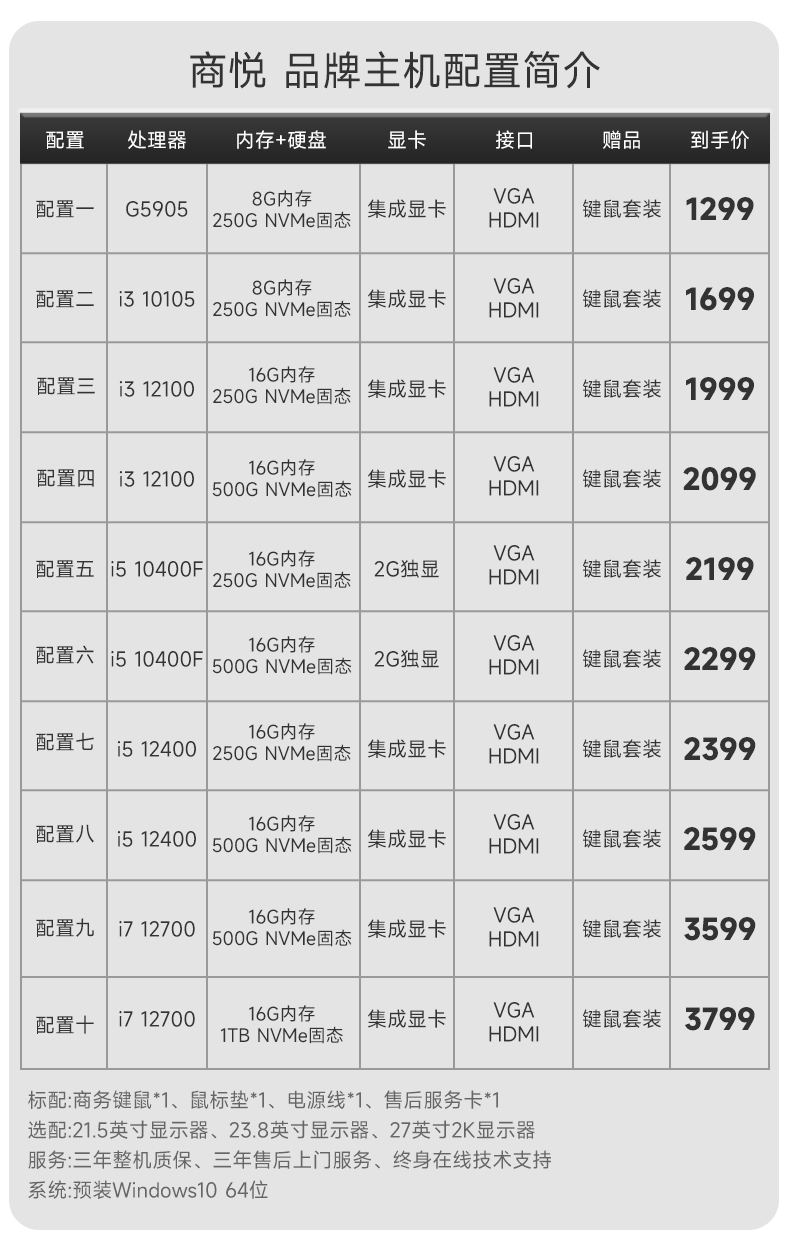 商悦 品牌主机配置简介
配置 处理器 内存+硬盘 显卡 接口 赠品 到手价
配置一 G5905 8G内存 250G NVMe固态 集成显卡 VGA HDMI 键鼠套装 1299
配置二 i3 10105 8G内存 250G NVMe固态 集成显卡 VGA HDMI 键鼠套装 1699
配置三 i3 12100 16G内存 250G NVMe固态 集成显卡 VGA HDMI 键鼠套装 1999
配置四 i3 12100 16G内存 500G NVMe固态 集成显卡 VGA HDMI 键鼠套装 2099
配置五 i5 10400F 16G内存 250G NVMe固态 2G独显 VGA HDMI 键鼠套装 2199
配置六 i5 10400F 16G内存 500G NVMe固态 2G独显 VGA HDMI 键鼠套装 2299
配置七 i5 12400 16G内存 250G NVMe固态 集成显卡 VGA HDMI 键鼠套装 2399
配置八 i5 12400 16G内存 500G NVMe固态 集成显卡 VGA HDMI 键鼠套装 2599
配置九 i7 12700 16G内存 500G NVMe固态 集成显卡 VGA HDMI 键鼠套装 3599
配置十 i7 12700 16G内存 1TB NVMe固态 集成显卡 VGA HDMI 键鼠套装 3799
标配:商务键鼠*1、鼠标垫*1、电源线*1、售后服务卡*1
选配:21.5英寸显示器、23.8英寸显示器、27英寸2K显示器
服务:三年整机质保、三年售后上门服务、终身在线技术支持
系统:预装Windows10 64位